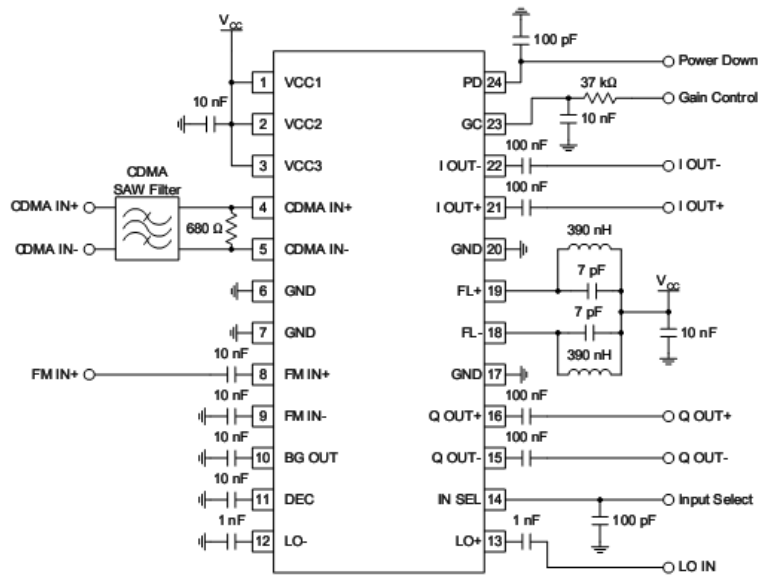 100 pF
V_CC
Power Down
1 VCC1 PD 24
37 kΩ
Gain Control
10 nF
2 VCC2 GC 23
10 nF
100 nF
3 VCC3 I OUT- 22 I OUT-
CDMA
SAW Filter
100 nF
CDMA IN+ 4 CDMA IN+ I OUT+ 21 I OUT+
680 Ω
390 nH
CDMA IN- 5 CDMA IN- GND 20
7 pF
6 GND FL+ 19
V_CC
7 pF
7 GND FL- 18 10 nF
10 nF
390 nH
FM IN+ 8 FM IN+ GND 17
10 nF
100 nF
9 FM IN- Q OUT+ 16 Q OUT+
10 nF
100 nF
10 BG OUT Q OUT- 15 Q OUT-
10 nF
11 DEC IN SEL 14 Input Select
1 nF
1 nF
100 pF
12 LO- LO+ 13
LO IN